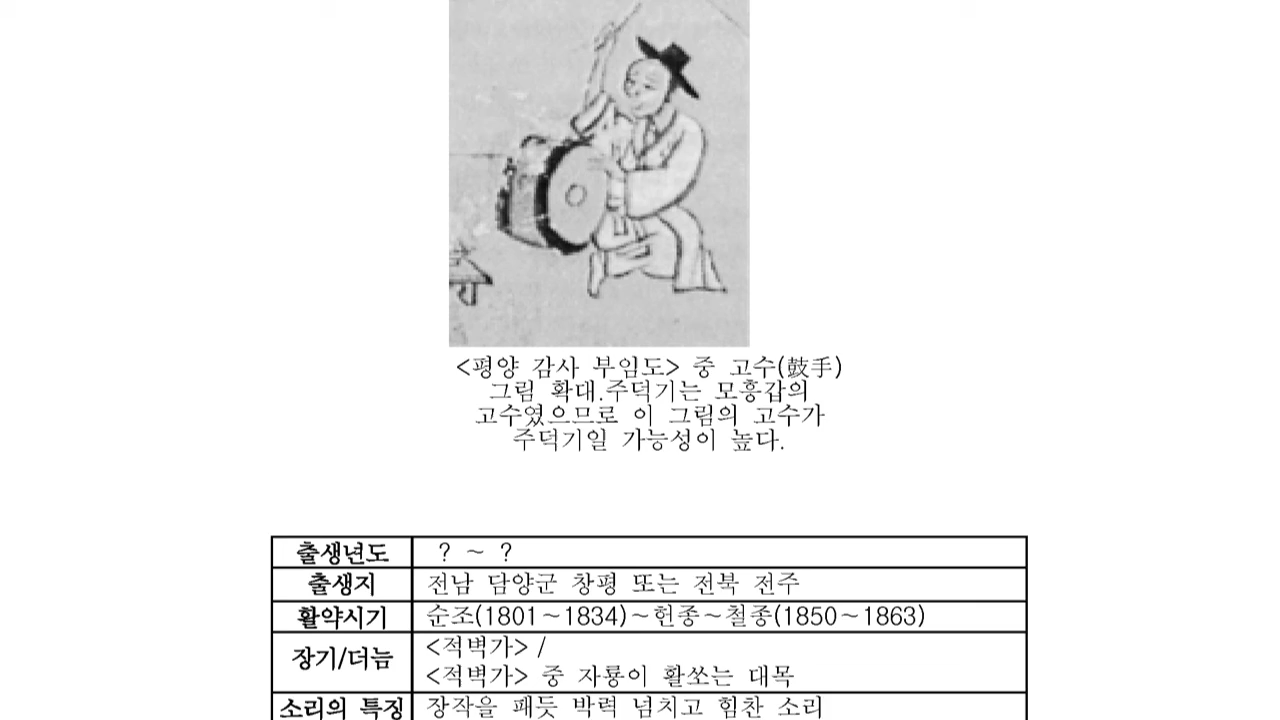 <평양 감사 부임도> 중 고수(鼓手)
그림 확대.주덕기는 모흥갑의
고수였으므로 이 그림의 고수가
주덕기일 가능성이 높다.
출생년도 ? ~ ?
출생지 전남 담양군 창평 또는 전북 전주
활약시기 순조(1801~1834)~헌종~철종(1850~1863)
장기/더늠 <적벽가> /
<적벽가> 중 자룡이 활쏘는 대목
소리의 특징 장작을 패듯 박력 넘치고 힘찬 소리